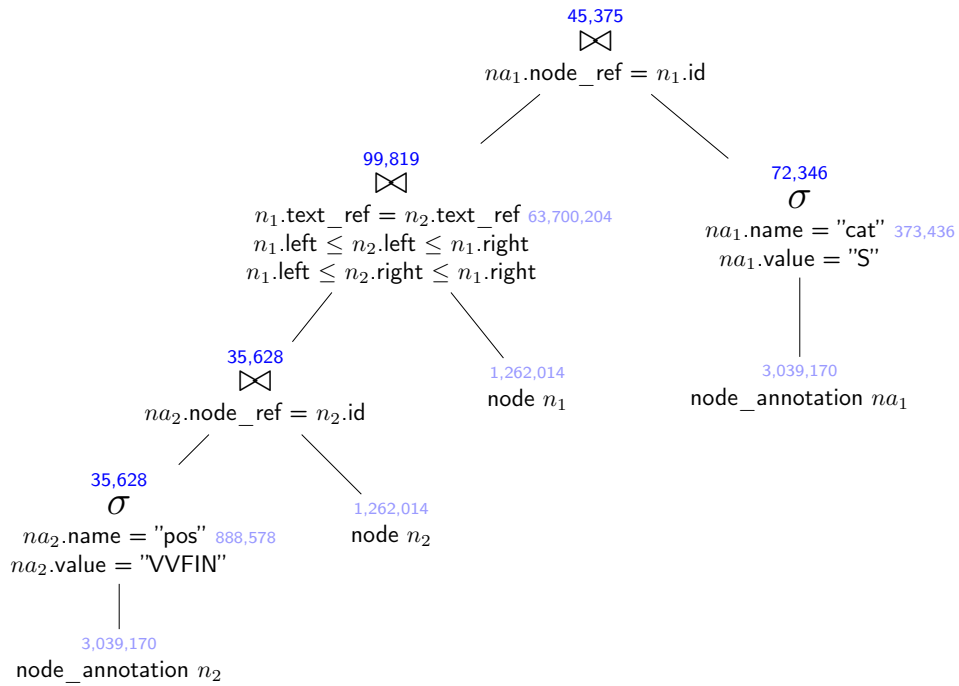 45,375
⋈
na₁.node_ref = n₁.id
99,819
⋈
n₁.text_ref = n₂.text_ref 63,700,204
n₁.left ≤ n₂.left ≤ n₁.right
n₁.left ≤ n₂.right ≤ n₁.right
72,346
σ
na₁.name = ”cat” 373,436
na₁.value = ”S”
35,628
⋈
na₂.node_ref = n₂.id
1,262,014
node n₁
3,039,170
node_annotation na₁
35,628
σ
na₂.name = ”pos” 888,578
na₂.value = ”VVFIN”
1,262,014
node n₂
3,039,170
node_annotation n₂